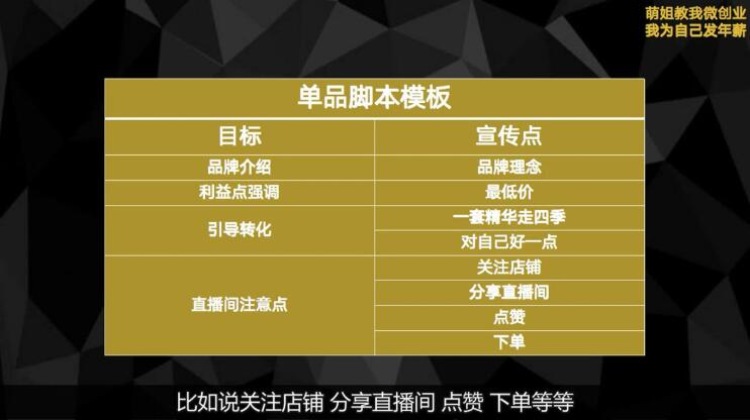 萌姐教我微创业
我为自己发年薪
单品脚本模板
目标 宣传点
品牌介绍 品牌理念
利益点强调 最低价
引导转化 一套精华走四季
对自己好一点
直播间注意点 关注店铺
分享直播间
点赞
下单
比如说关注店铺 分享直播间 点赞 下单等等